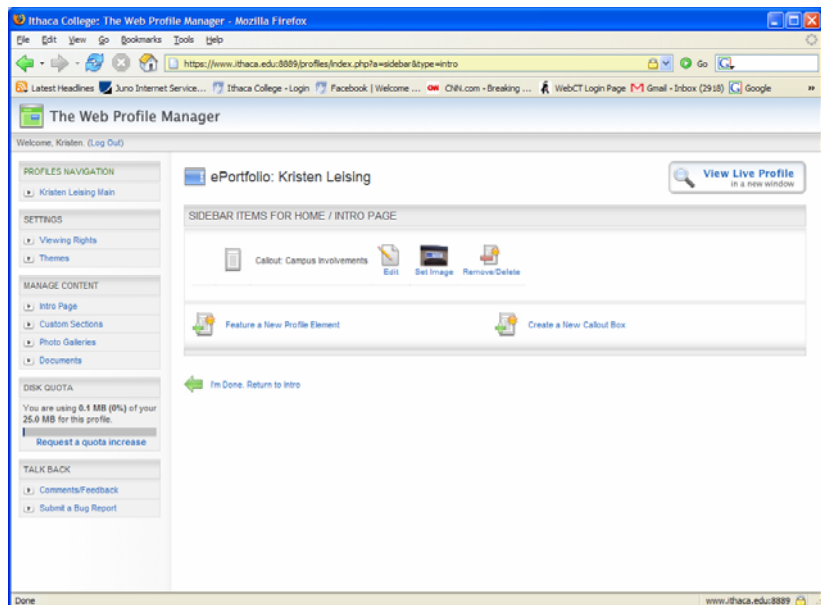 Ithaca College: The Web Profile Manager - Mozilla Firefox
File Edit View Go Bookmarks Tools Help
https://www.ithaca.edu:8889/profiles/index.php?a=sidebar&type=intro Go
Latest Headlines Juno Internet Service... Ithaca College - Login Facebook | Welcome ... CNN.com - Breaking ... WebCT Login Page Gmail - Inbox (2918) Google »
The Web Profile Manager
Welcome, Kristen. (Log Out)
PROFILES NAVIGATION
Kristen Leising Main
SETTINGS
Viewing Rights
Themes
MANAGE CONTENT
Intro Page
Custom Sections
Photo Galleries
Documents
DISK QUOTA
You are using 0.1 MB (0%) of your
25.0 MB for this profile.
Request a quota increase
TALK BACK
Comments/Feedback
Submit a Bug Report
ePortfolio: Kristen Leising
View Live Profile
in a new window
SIDEBAR ITEMS FOR HOME / INTRO PAGE
Callout: Campus Involvements Edit Set Image Remove/Delete
Feature a New Profile Element Create a New Callout Box
I'm Done. Return to Intro
Done www.ithaca.edu:8889